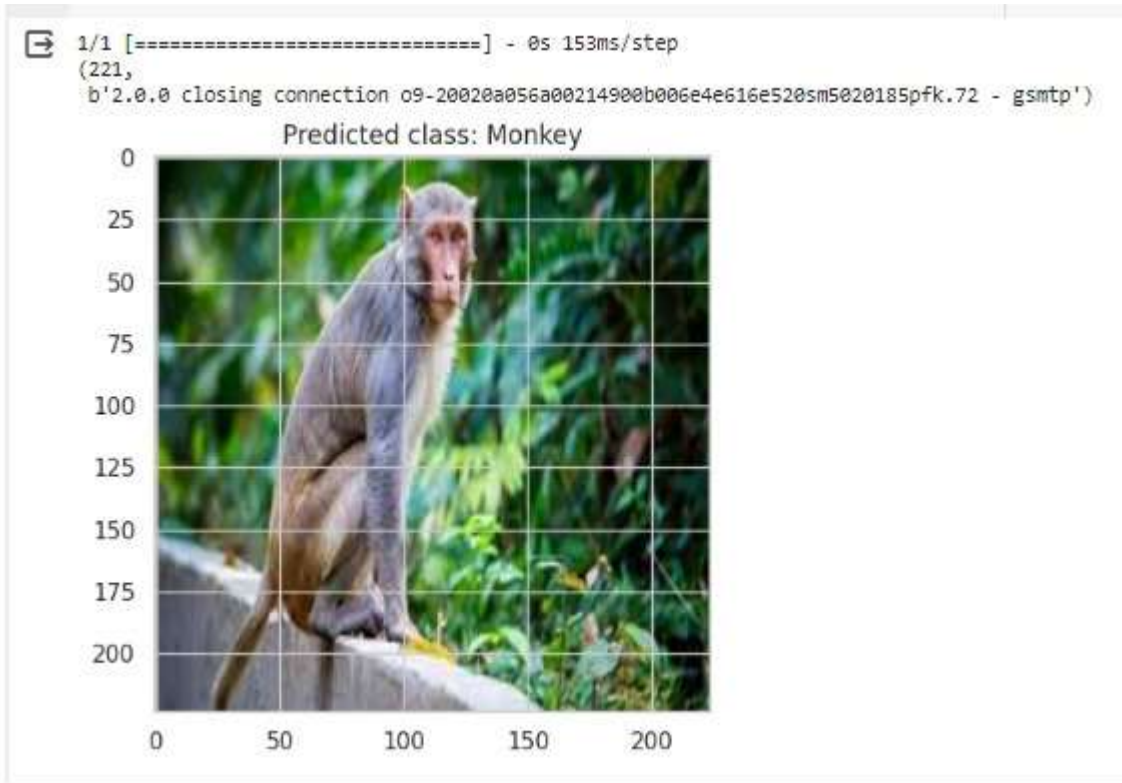 1/1 [==============================] - 0s 153ms/step
(221,
b'2.0.0 closing connection o9-20020a056a00214900b006e4e616e520sm5020185pfk.72 - gsmtp')
Predicted class: Monkey
0
25
50
75
100
125
150
175
200
0 50 100 150 200